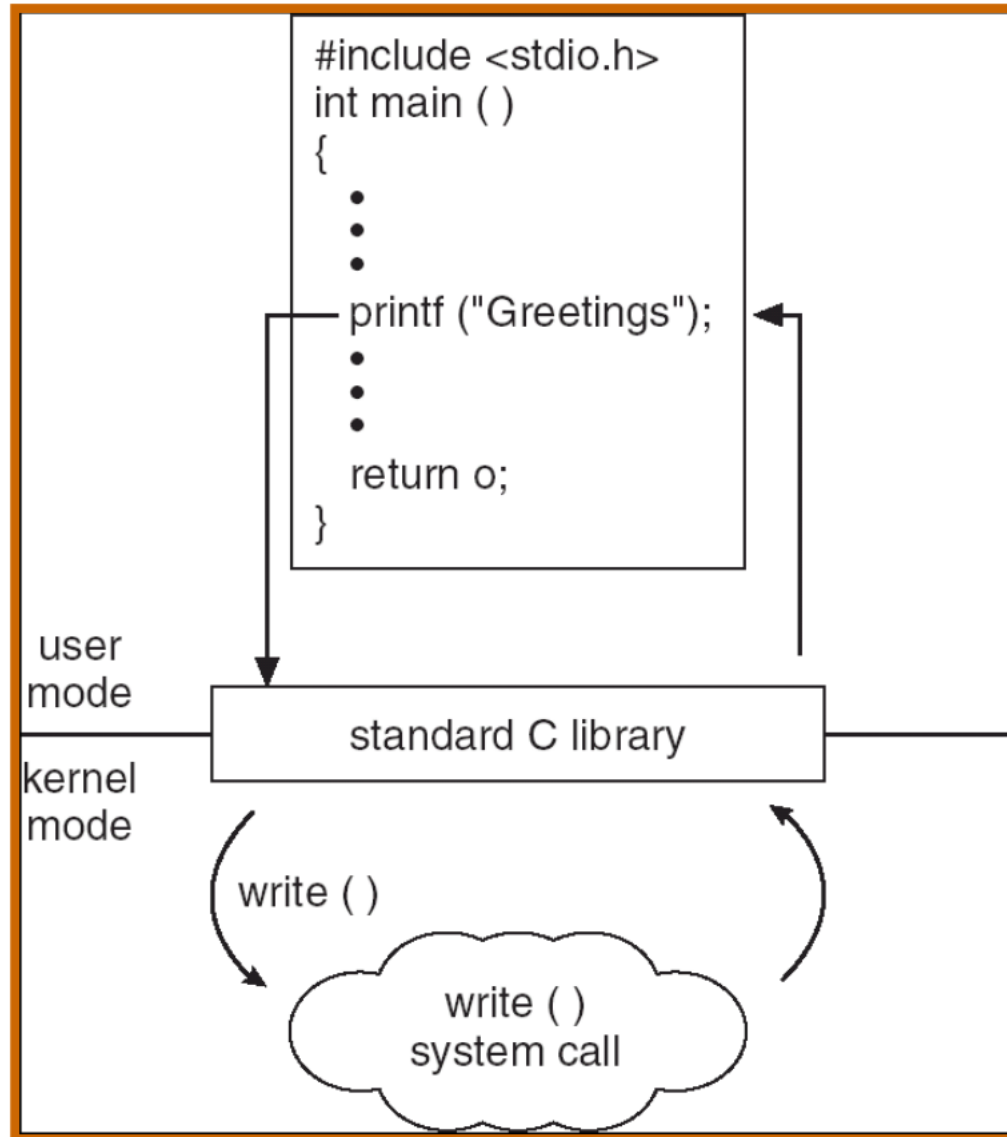 #include <stdio.h>
int main ( )
{
•
•
•
printf ("Greetings");
•
•
•
return o;
}
user
mode
standard C library
kernel
mode
write ( )
write ( )
system call